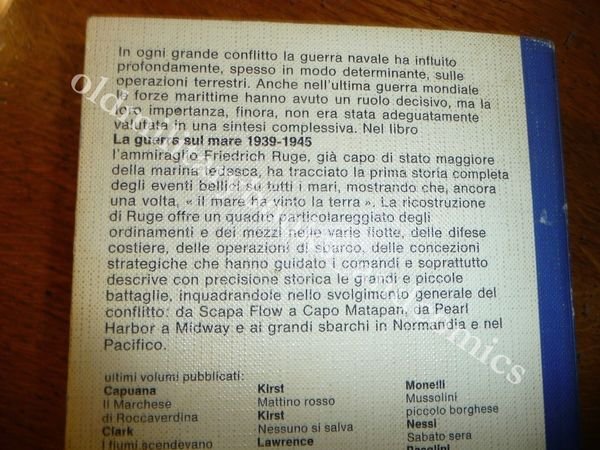 In ogni grande conflitto la guerra navale ha influito
profondamente, spesso in modo determinante, sulle
operazioni terrestri. Anche nell'ultima guerra mondiale
le forze marittime hanno avuto un ruolo decisivo, ma la
loro importanza, finora, non era stata adeguatamente
valutata in una sintesi complessiva. Nel libro
La guerra sul mare 1939-1945
l'ammiraglio Friedrich Ruge, già capo di stato maggiore
della marina tedesca, ha tracciato la prima storia completa
degli eventi bellici su tutti i mari, mostrando che, ancora
una volta, « il mare ha vinto la terra ». La ricostruzione
di Ruge offre un quadro particolareggiato degli
ordinamenti e dei mezzi nelle varie flotte, delle difese
costiere, delle operazioni di sbarco, delle concezioni
strategiche che hanno guidato i comandi e soprattutto
descrive con precisione storica le grandi e piccole
battaglie, inquadrandole nello svolgimento generale del
conflitto: da Scapa Flow a Capo Matapan, da Pearl
Harbor a Midway e ai grandi sbarchi in Normandia e nel
Pacifico.
ultimi volumi pubblicati:
Capuana
Il Marchese
di Roccaverdina
Clark
I fiumi scendevano
Kirst
Mattino rosso
Kirst
Nessuno si salva
Lawrence
Monelli
Mussolini
piccolo borghese
Nessi
Sabato sera